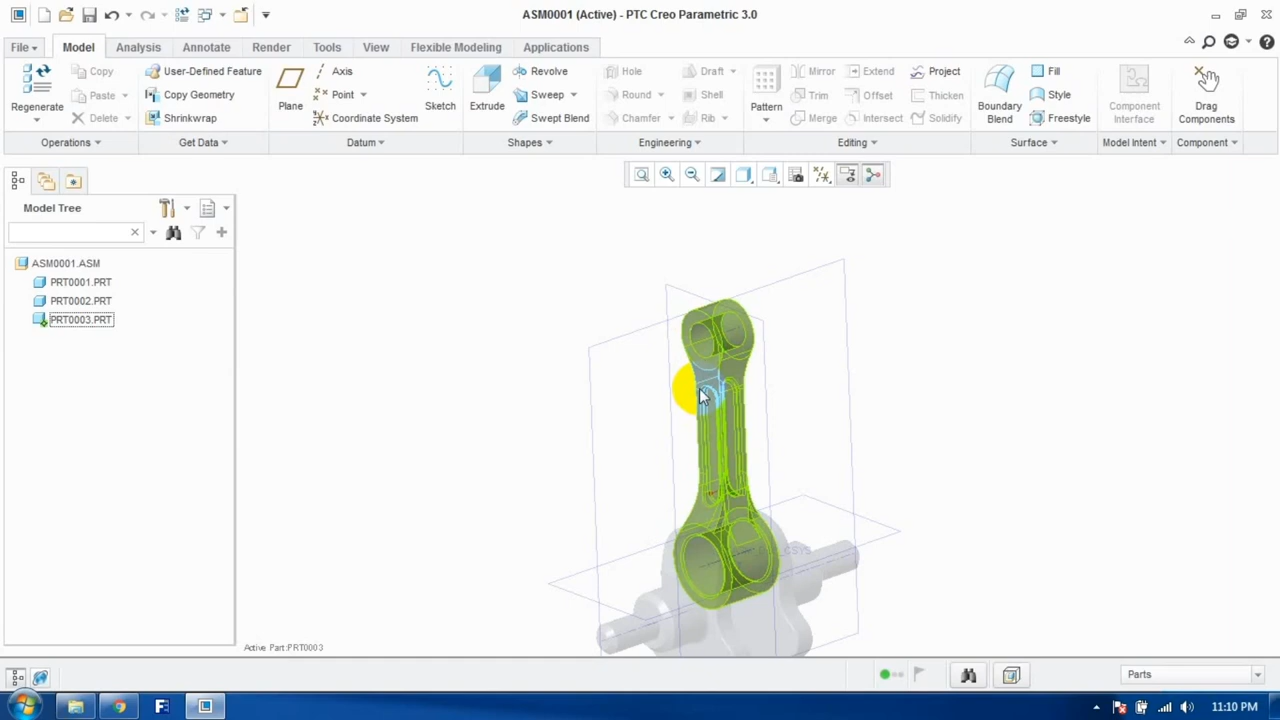 ASM0001 (Active) - PTC Creo Parametric 3.0
File Model Analysis Annotate Render Tools View Flexible Modeling Applications
Regenerate
Copy
Paste
Delete
Operations
User-Defined Feature
Copy Geometry
Shrinkwrap
Get Data
Plane
Axis
Point
Coordinate System
Sketch
Datum
Extrude
Revolve
Sweep
Swept Blend
Shapes
Hole
Round
Chamfer
Draft
Shell
Rib
Engineering
Pattern
Mirror
Trim
Merge
Extend
Offset
Intersect
Project
Thicken
Solidify
Editing
Boundary
Blend
Fill
Style
Freestyle
Surface
Component
Interface
Model Intent
Drag
Components
Component
Model Tree
ASM0001.ASM
PRT0001.PRT
PRT0002.PRT
PRT0003.PRT
Active Part:PRT0003
Parts
11:10 PM